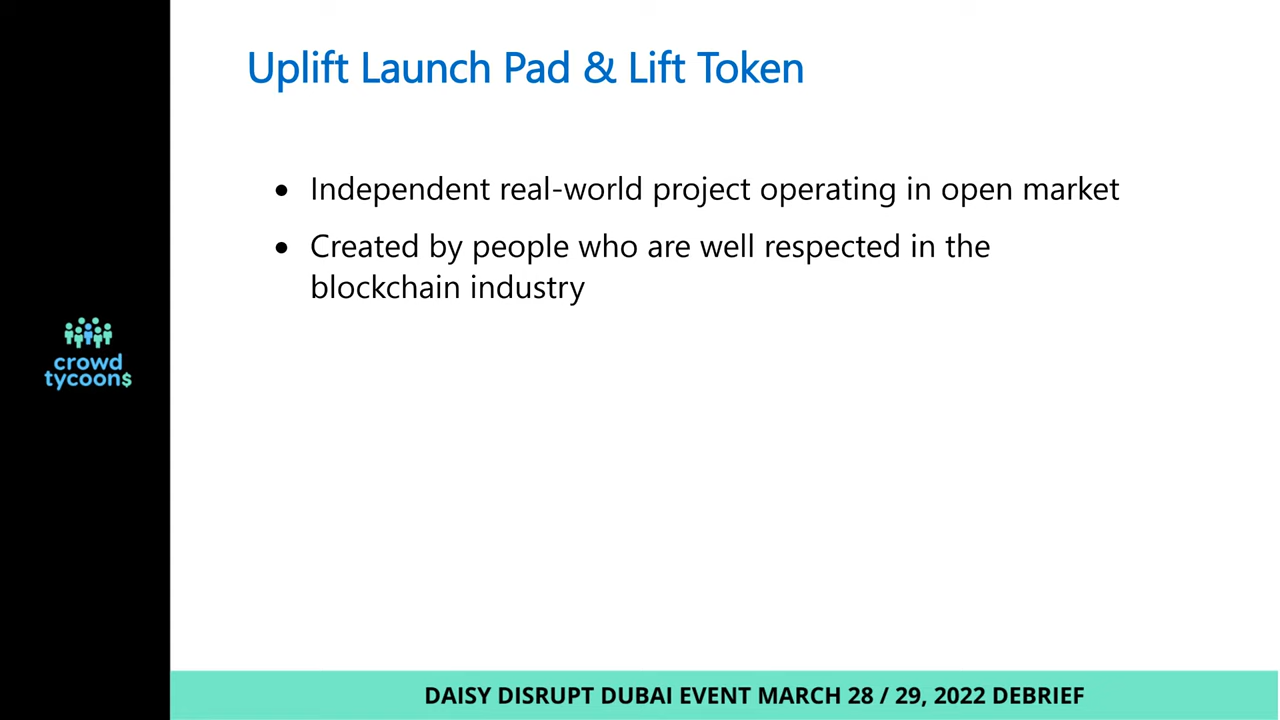 Uplift Launch Pad & Lift Token
• Independent real-world project operating in open market
• Created by people who are well respected in the
blockchain industry
crowd
tycoon$
DAISY DISRUPT DUBAI EVENT MARCH 28 / 29, 2022 DEBRIEF